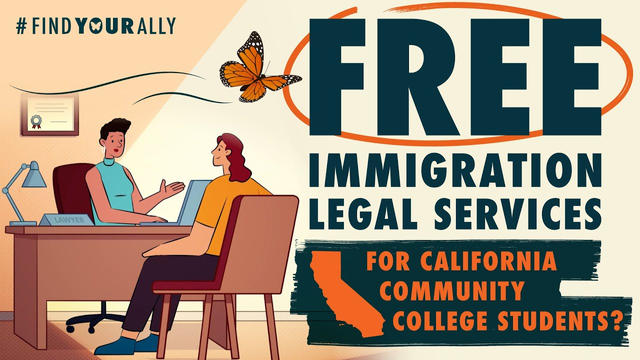 #FINDYOURALLY
FREE
IMMIGRATION
LEGAL SERVICES
FOR CALIFORNIA
COMMUNITY
COLLEGE STUDENTS?
LAWYER